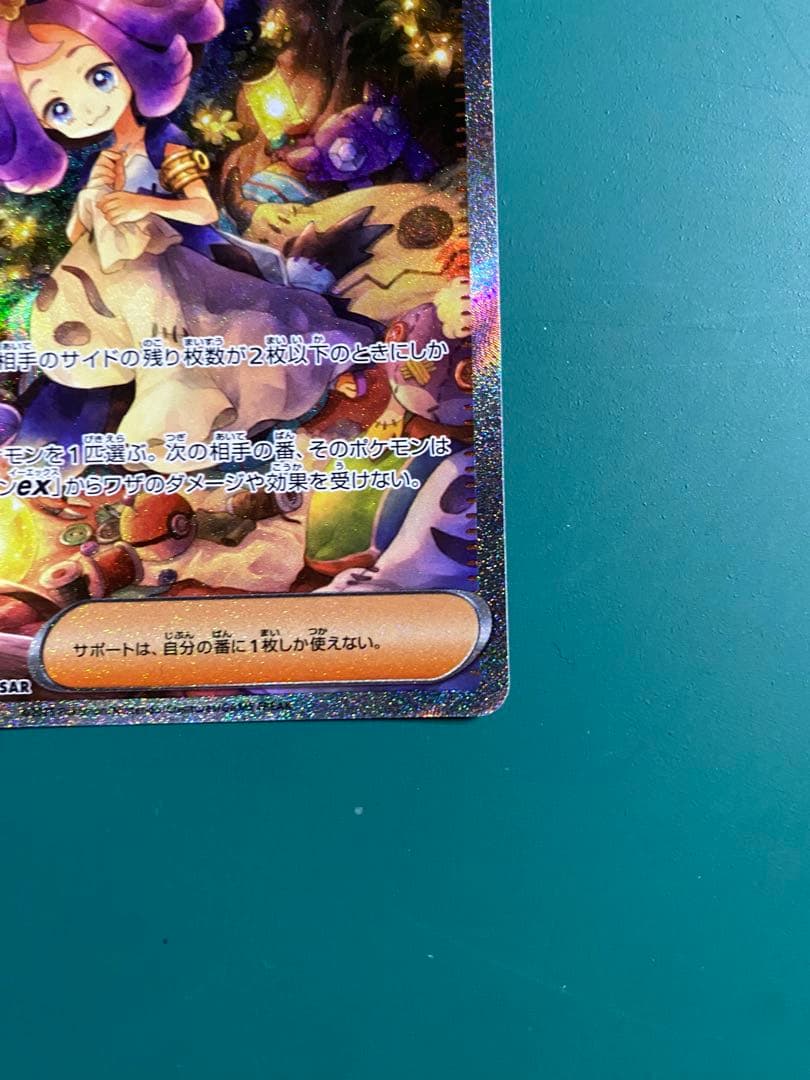 相手のサイドの残り枚数が2枚以下のときにしか
モンを1匹選ぶ。次の相手の番、そのポケモンは
ンex」からワザのダメージや効果を受けない。
サポートは、自分の番に1枚しか使えない。
SAR